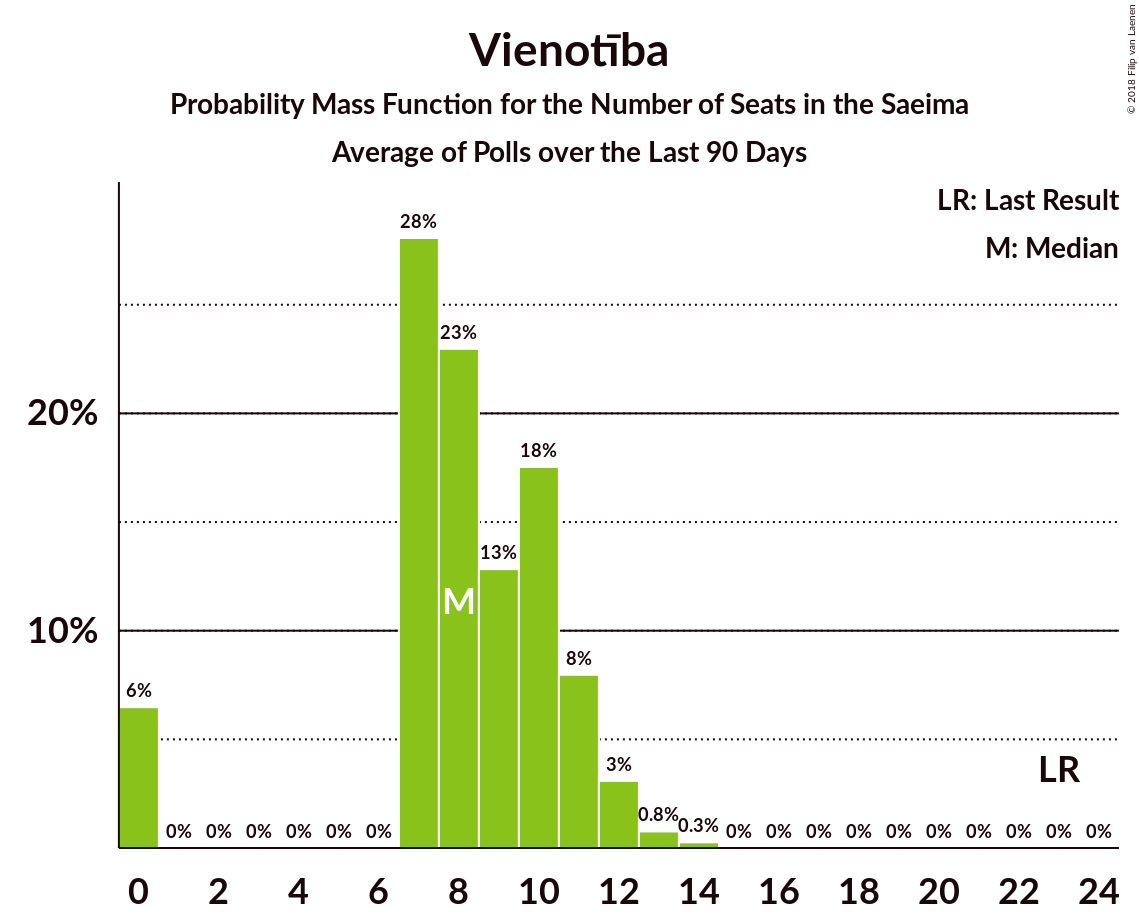 Vienotība
Probability Mass Function for the Number of Seats in the Saeima
Average of Polls over the Last 90 Days
© 2018 Filip van Laenen
LR: Last Result
M: Median
28%
23%
20%
18%
13%
M
10%
8%
6%
LR
3%
0.8%
0.3%
0% 0% 0% 0% 0% 0% 0% 0% 0% 0% 0% 0% 0% 0% 0% 0%
0 2 4 6 8 10 12 14 16 18 20 22 24